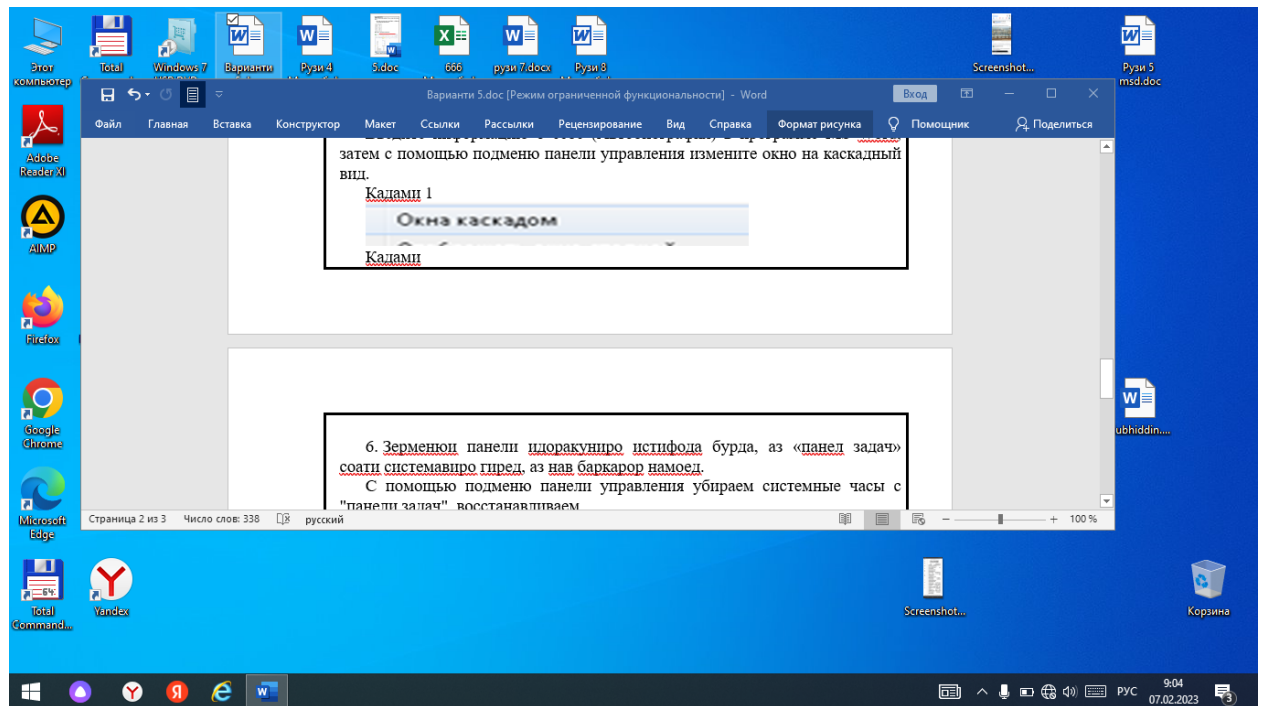 Этот
компьютер
Total
Windows 7
Варианти
Рузи 4
5.doc
666
рузи 7.docx
Рузи 8
Screenshot...
Рузи 5
msd.doc
Варианти 5.doc [Режим ограниченной функциональности] - Word
Вход
Файл Главная Вставка Конструктор Макет Ссылки Рассылки Рецензирование Вид Справка Формат рисунка Помощник Поделиться
Adobe
Reader XI
AIMP
Firefox
Google
Chrome
Microsoft
Edge
затем с помощью подменю панели управления измените окно на каскадный
вид.
Кадами 1
Окна каскадом
Кадами
6. Зерменюи панели идоракуниро истифода бурда, аз «панел задач»
соати системавиро гиред, аз нав баркарор намоед.
С помощью подменю панели управления убираем системные часы с
"панели задач", восстанавливаем
Страница 2 из 3 Число слов: 338 русский 100 %
ubhiddin....
Total
Command...
Yandex
Screenshot...
Корзина
РУС
9:04
07.02.2023
3